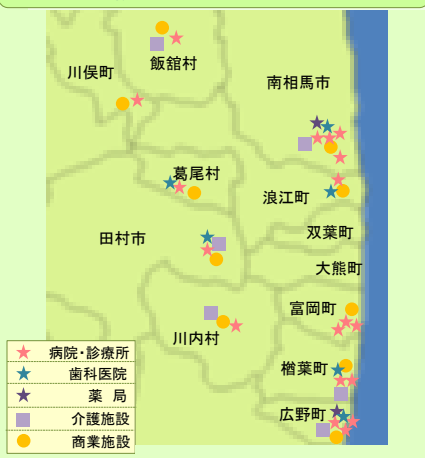 飯舘村
川俣町
南相馬市
葛尾村
浪江町
双葉町
田村市
大熊町
富岡町
川内村
楢葉町
広野町
病院・診療所
歯科医院
薬 局
介護施設
商業施設